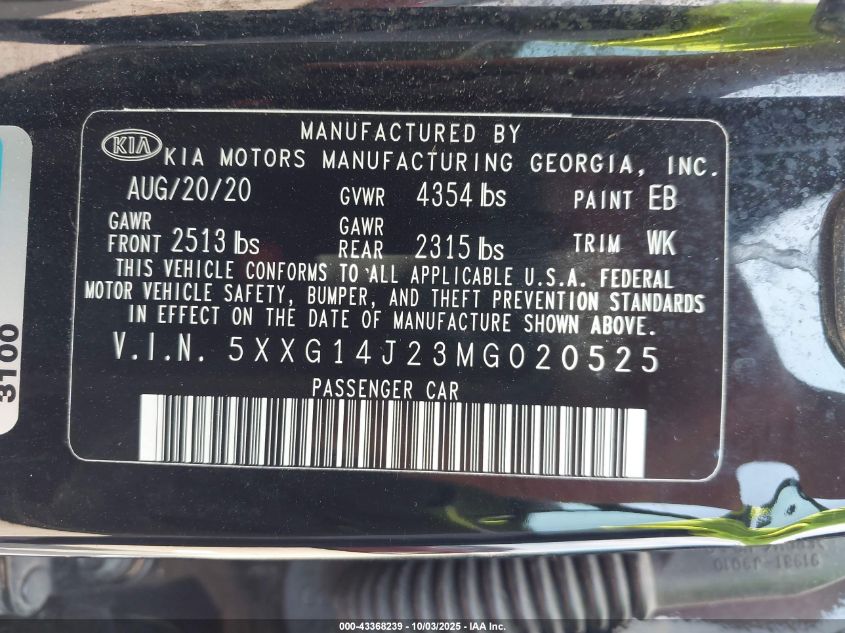 MANUFACTURED BY
KIA KIA MOTORS MANUFACTURING GEORGIA, INC.
AUG/20/20 GVWR 4354 lbs PAINT EB
GAWR FRONT 2513 lbs GAWR REAR 2315 lbs TRIM WK
THIS VEHICLE CONFORMS TO ALL APPLICABLE U.S.A. FEDERAL
MOTOR VEHICLE SAFETY, BUMPER, AND THEFT PREVENTION STANDARDS
IN EFFECT ON THE DATE OF MANUFACTURE SHOWN ABOVE.
V.I.N. 5XXG14J23MG020525
PASSENGER CAR
3100
91981-J9010
000-43368239 - 10/03/2025 - IAA Inc.